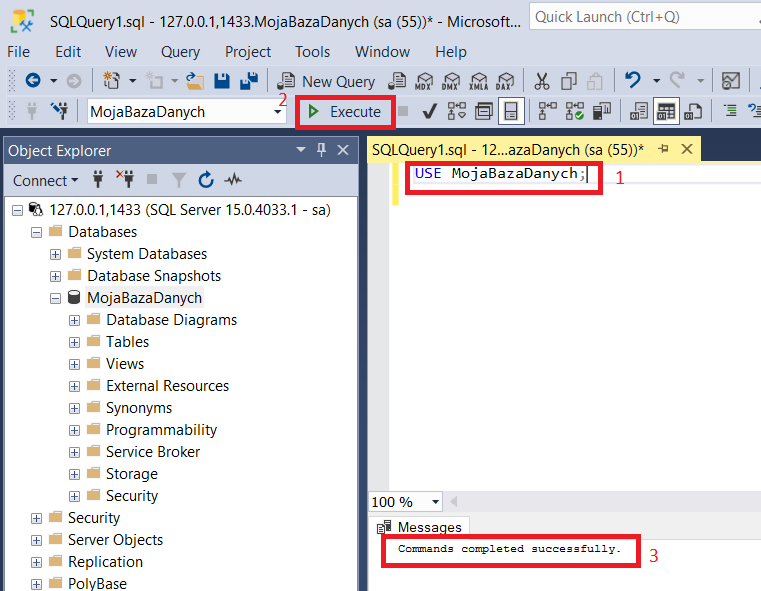 SQLQuery1.sql - 127.0.0.1,1433.MojaBazaDanych (sa (55))* - Microsoft...
Quick Launch (Ctrl+Q)
File Edit View Query Project Tools Window Help
New Query MDX DMX XMLA DAX
MojaBazaDanych 2 Execute
Object Explorer
SQLQuery1.sql - 12...azaDanych (sa (55))*
USE MojaBazaDanych; 1
Connect
127.0.0.1,1433 (SQL Server 15.0.4033.1 - sa)
Databases
System Databases
Database Snapshots
MojaBazaDanych
Database Diagrams
Tables
Views
External Resources
Synonyms
Programmability
Service Broker
Storage
Security
Security
Server Objects
Replication
PolyBase
100 %
Messages
Commands completed successfully. 3